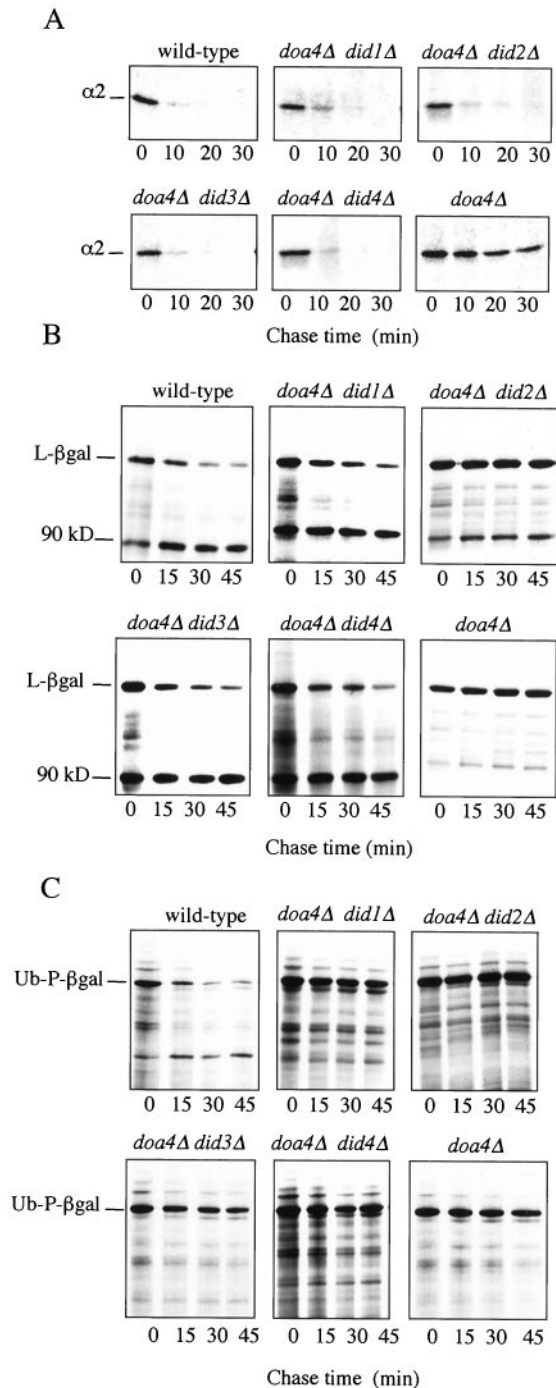 A
wild-type
doa4Δ did1Δ
doa4Δ did2Δ
α2
0 10 20 30
0 10 20 30
0 10 20 30
doa4Δ did3Δ
doa4Δ did4Δ
doa4Δ
α2
0 10 20 30
0 10 20 30
0 10 20 30
Chase time (min)
B
wild-type
doa4Δ did1Δ
doa4Δ did2Δ
L-βgal
90 kD
0 15 30 45
0 15 30 45
0 15 30 45
doa4Δ did3Δ
doa4Δ did4Δ
doa4Δ
L-βgal
90 kD
0 15 30 45
0 15 30 45
0 15 30 45
Chase time (min)
C
wild-type
doa4Δ did1Δ
doa4Δ did2Δ
Ub-P-βgal
0 15 30 45
0 15 30 45
0 15 30 45
doa4Δ did3Δ
doa4Δ did4Δ
doa4Δ
Ub-P-βgal
0 15 30 45
0 15 30 45
0 15 30 45
Chase time (min)